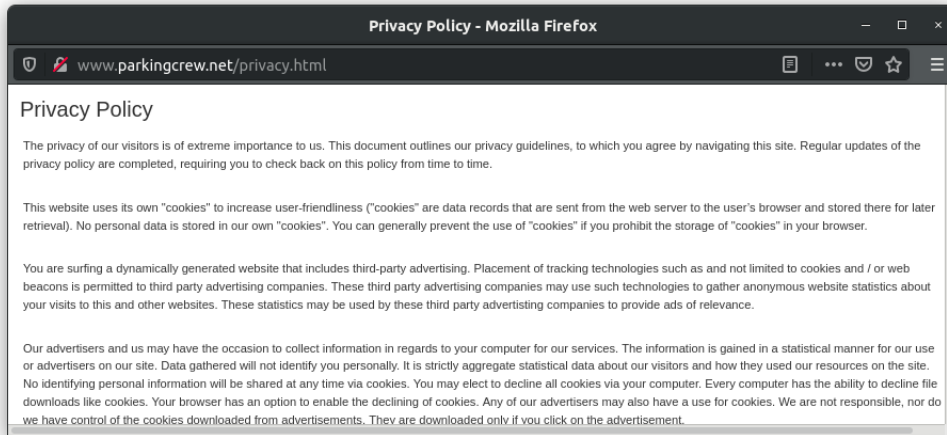 Privacy Policy - Mozilla Firefox
www.parkingcrew.net/privacy.html
Privacy Policy
The privacy of our visitors is of extreme importance to us. This document outlines our privacy guidelines, to which you agree by navigating this site. Regular updates of the
privacy policy are completed, requiring you to check back on this policy from time to time.
This website uses its own "cookies" to increase user-friendliness ("cookies" are data records that are sent from the web server to the user's browser and stored there for later
retrieval). No personal data is stored in our own "cookies". You can generally prevent the use of "cookies" if you prohibit the storage of "cookies" in your browser.
You are surfing a dynamically generated website that includes third-party advertising. Placement of tracking technologies such as and not limited to cookies and / or web
beacons is permitted to third party advertising companies. These third party advertising companies may use such technologies to gather anonymous website statistics about
your visits to this and other websites. These statistics may be used by these third party advertisting companies to provide ads of relevance.
Our advertisers and us may have the occasion to collect information in regards to your computer for our services. The information is gained in a statistical manner for our use
or advertisers on our site. Data gathered will not identify you personally. It is strictly aggregate statistical data about our visitors and how they used our resources on the site.
No identifying personal information will be shared at any time via cookies. You may elect to decline all cookies via your computer. Every computer has the ability to decline file
downloads like cookies. Your browser has an option to enable the declining of cookies. Any of our advertisers may also have a use for cookies. We are not responsible, nor do
we have control of the cookies downloaded from advertisements. They are downloaded only if you click on the advertisement.